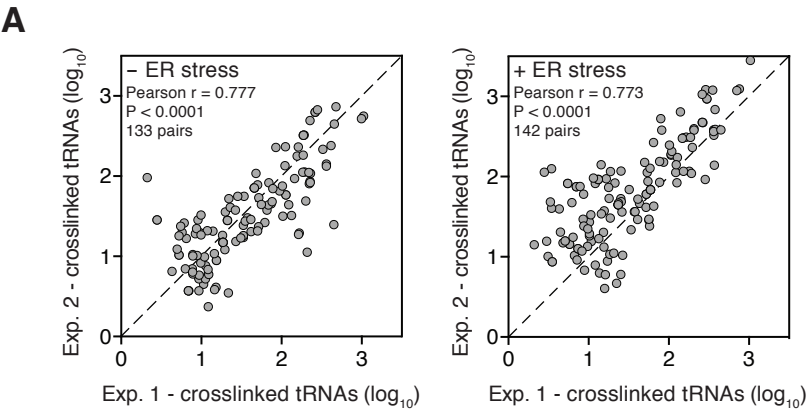 A
− ER stress
Pearson r = 0.777
P < 0.0001
133 pairs
Exp. 2 - crosslinked tRNAs (log10)
3
2
1
0
0 1 2 3
Exp. 1 - crosslinked tRNAs (log10)
+ ER stress
Pearson r = 0.773
P < 0.0001
142 pairs
Exp. 2 - crosslinked tRNAs (log10)
3
2
1
0
0 1 2 3
Exp. 1 - crosslinked tRNAs (log10)